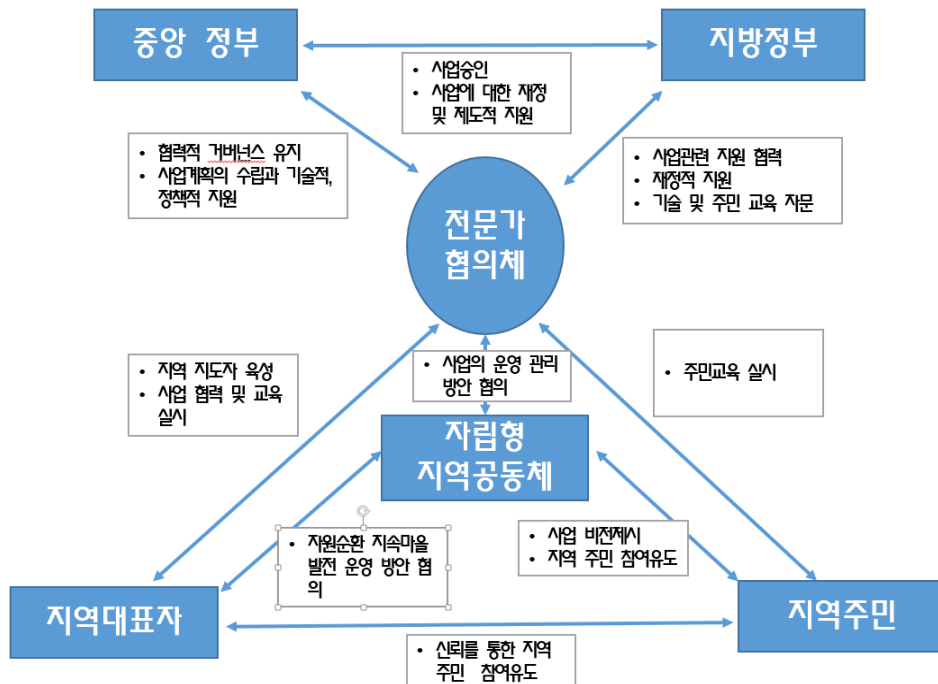 중앙 정부
지방정부
• 사업승인
• 사업에 대한 재정
및 제도적 지원
• 협력적 거버넌스 유지
• 사업계획의 수립과 기술적,
정책적 지원
• 사업관련 지원 협력
• 재정적 지원
• 기술 및 주민 교육 자문
전문가
협의체
• 지역 지도자 육성
• 사업 협력 및 교육
실시
• 사업의 운영 관리
방안 협의
• 주민교육 실시
자립형
지역공동체
• 자원순환 지속마을
발전 운영 방안 협
의
• 사업 비전제시
• 지역 주민 참여유도
지역대표자
지역주민
• 신뢰를 통한 지역
주민 참여유도